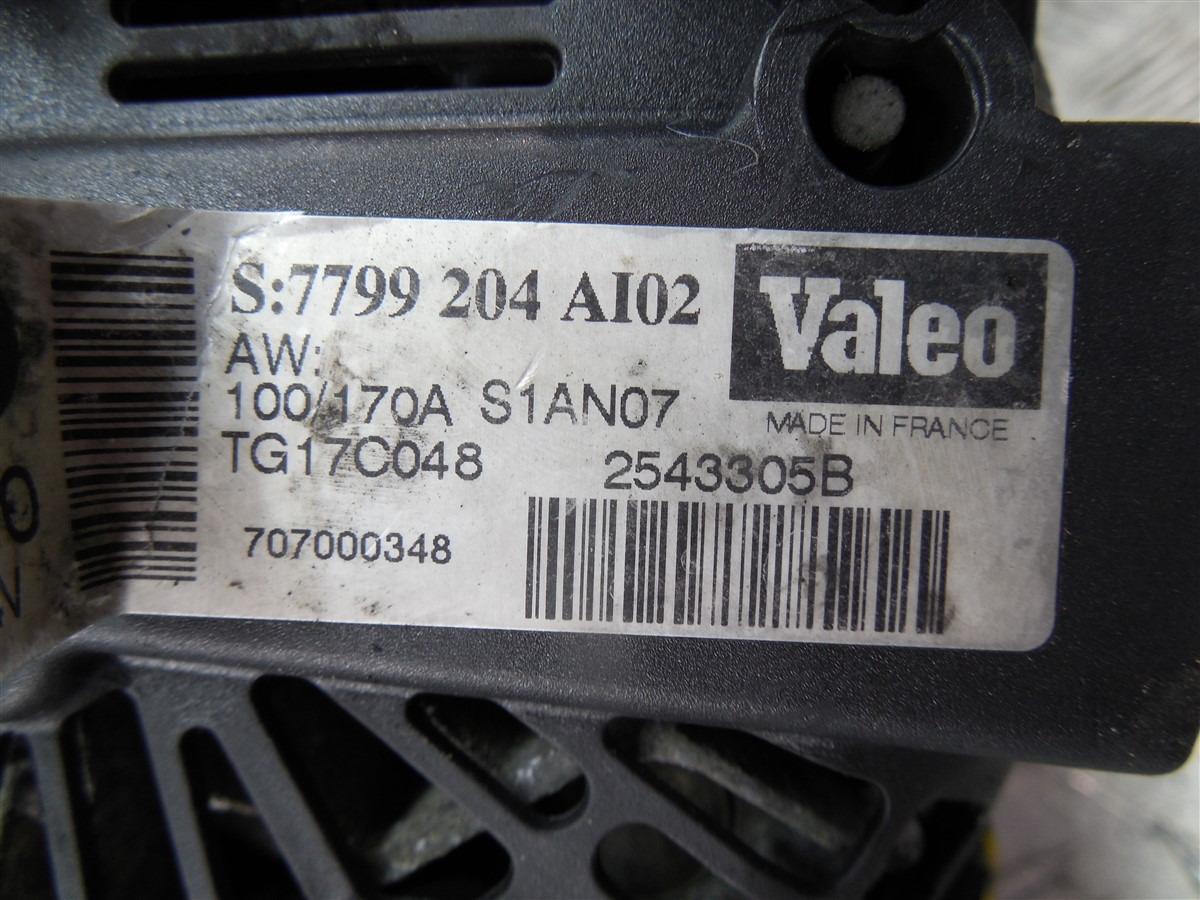 S:7799 204 AI02
Valeo
AW:
100/170A S1AN07
MADE IN FRANCE
TG17C048 2543305B
707000348